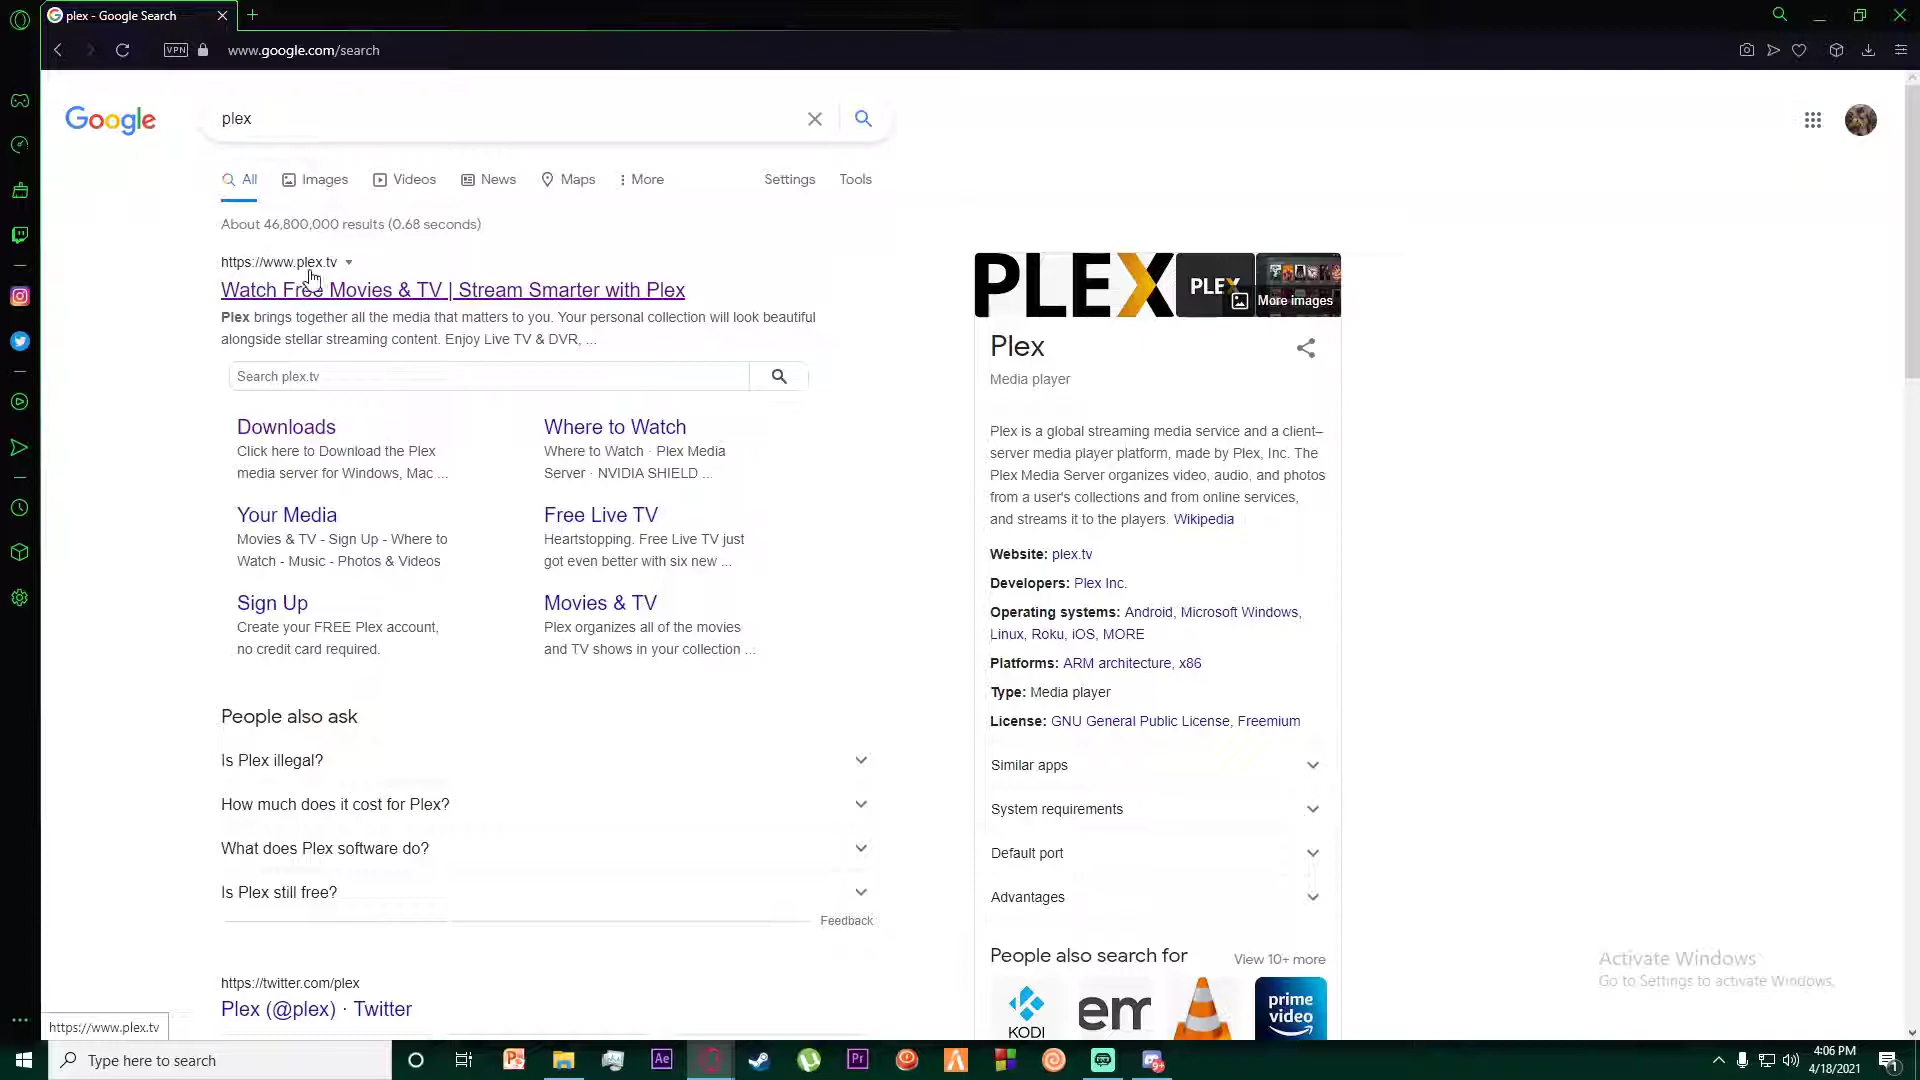 plex - Google Search
VPN
www.google.com/search
Google
plex
All
Images
Videos
News
Maps
More
Settings
Tools
About 46,800,000 results (0.68 seconds)
https://www.plex.tv
Watch Free Movies & TV | Stream Smarter with Plex
Plex brings together all the media that matters to you. Your personal collection will look beautiful
alongside stellar streaming content. Enjoy Live TV & DVR, ...
Search plex.tv
Downloads
Click here to Download the Plex
media server for Windows, Mac ...
Where to Watch
Where to Watch · Plex Media
Server · NVIDIA SHIELD ...
Your Media
Movies & TV - Sign Up - Where to
Watch - Music - Photos & Videos
Free Live TV
Heartstopping. Free Live TV just
got even better with six new ...
Sign Up
Create your FREE Plex account,
no credit card required.
Movies & TV
Plex organizes all of the movies
and TV shows in your collection ...
People also ask
Is Plex illegal?
How much does it cost for Plex?
What does Plex software do?
Is Plex still free?
Feedback
https://twitter.com/plex
Plex (@plex) · Twitter
https://www.plex.tv
PLEX
PLEX
More images
Plex
Media player
Plex is a global streaming media service and a client–
server media player platform, made by Plex, Inc. The
Plex Media Server organizes video, audio, and photos
from a user's collections and from online services,
and streams it to the players. Wikipedia
Website: plex.tv
Developers: Plex Inc.
Operating systems: Android, Microsoft Windows,
Linux, Roku, iOS, MORE
Platforms: ARM architecture, x86
Type: Media player
License: GNU General Public License, Freemium
Similar apps
System requirements
Default port
Advantages
People also search for
View 10+ more
KODI
em
prime
video
Activate Windows
Go to Settings to activate Windows.
Type here to search
Ae
Pr
4:06 PM
4/18/2021
1